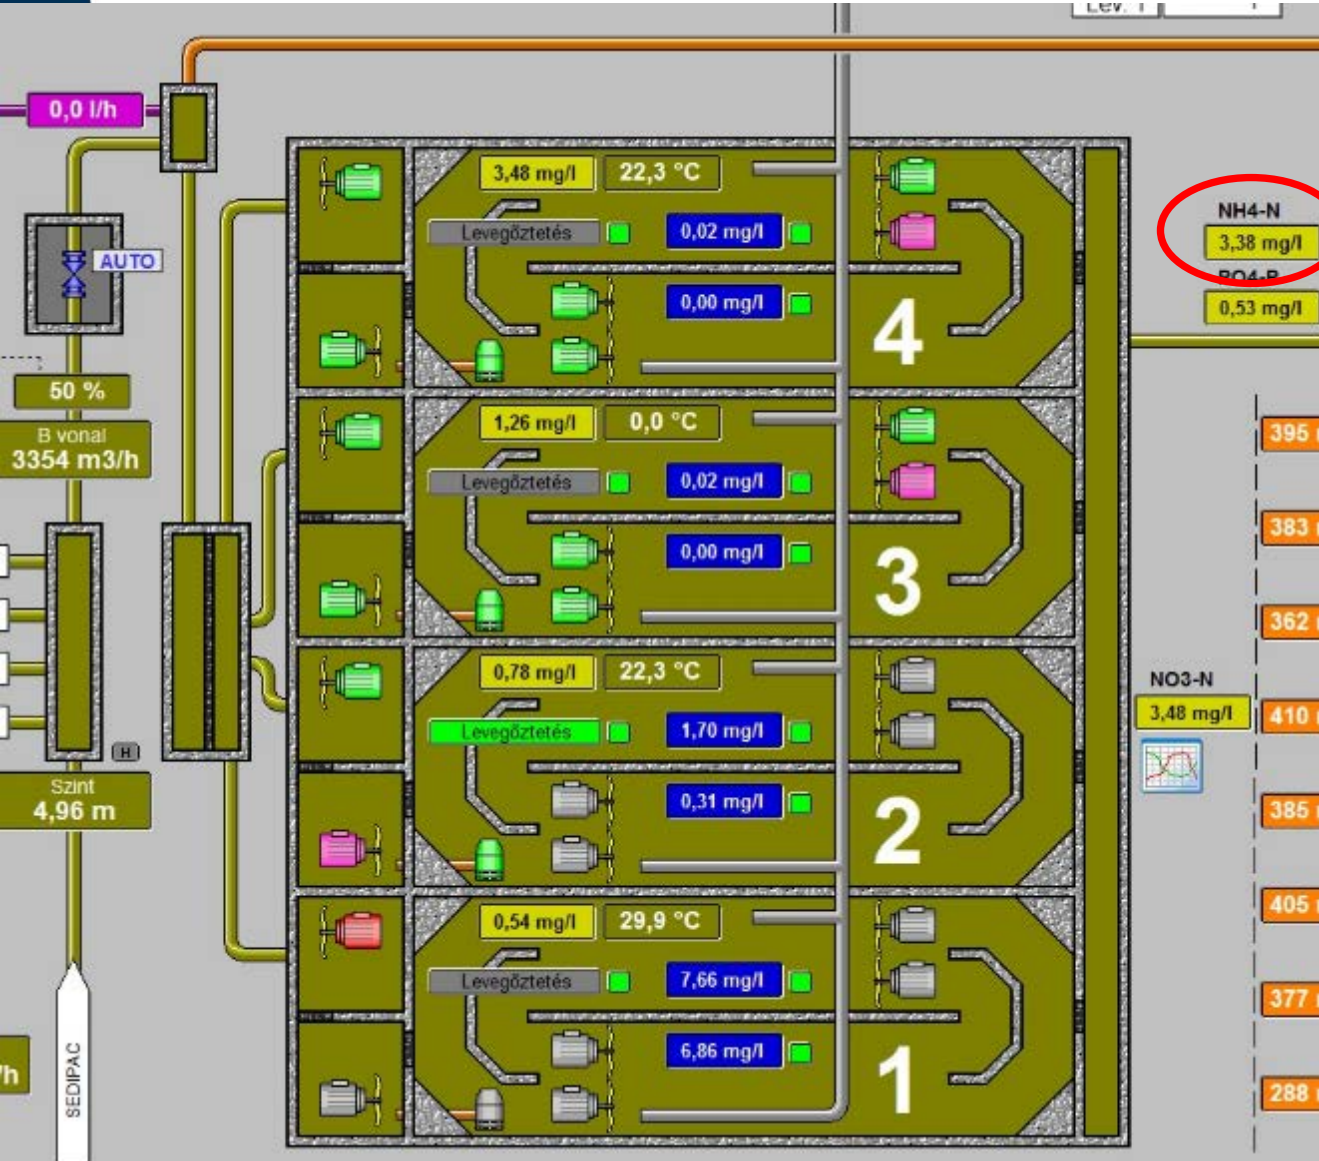 Lev. 1
0,0 l/h
AUTO
50 %
B vonal
3354 m3/h
H
Szint
4,96 m
/h
SEDIPAC
3,48 mg/l 22,3 °C
Levegőztetés 0,02 mg/l
0,00 mg/l
4
1,26 mg/l 0,0 °C
Levegőztetés 0,02 mg/l
0,00 mg/l
3
0,78 mg/l 22,3 °C
Levegőztetés 1,70 mg/l
0,31 mg/l
2
0,54 mg/l 29,9 °C
Levegőztetés 7,66 mg/l
6,86 mg/l
1
NH4-N
3,38 mg/l
PO4-P
0,53 mg/l
NO3-N
3,48 mg/l
395
383
362
410
385
405
377
288